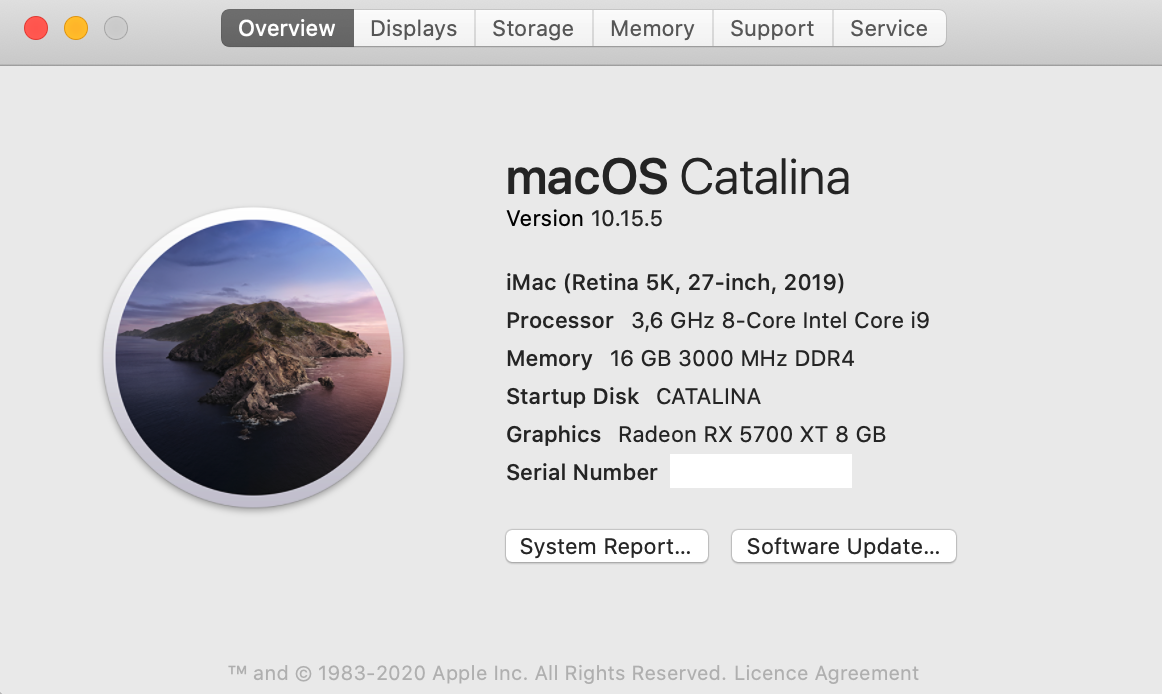 Overview Displays Storage Memory Support Service
macOS Catalina
Version 10.15.5
iMac (Retina 5K, 27-inch, 2019)
Processor 3,6 GHz 8-Core Intel Core i9
Memory 16 GB 3000 MHz DDR4
Startup Disk CATALINA
Graphics Radeon RX 5700 XT 8 GB
Serial Number
System Report... Software Update...
™ and © 1983-2020 Apple Inc. All Rights Reserved. Licence Agreement